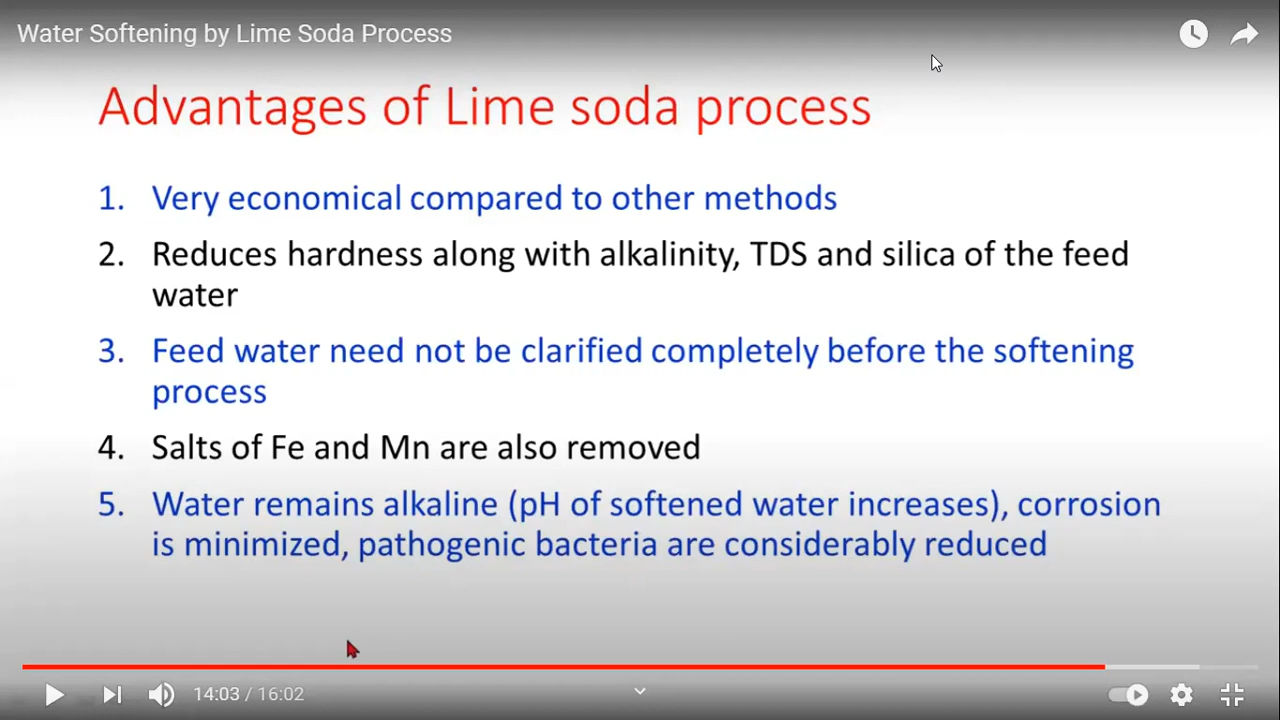 Water Softening by Lime Soda Process
Advantages of Lime soda process
1. Very economical compared to other methods
2. Reduces hardness along with alkalinity, TDS and silica of the feed
water
3. Feed water need not be clarified completely before the softening
process
4. Salts of Fe and Mn are also removed
5. Water remains alkaline (pH of softened water increases), corrosion
is minimized, pathogenic bacteria are considerably reduced
14:03 / 16:02